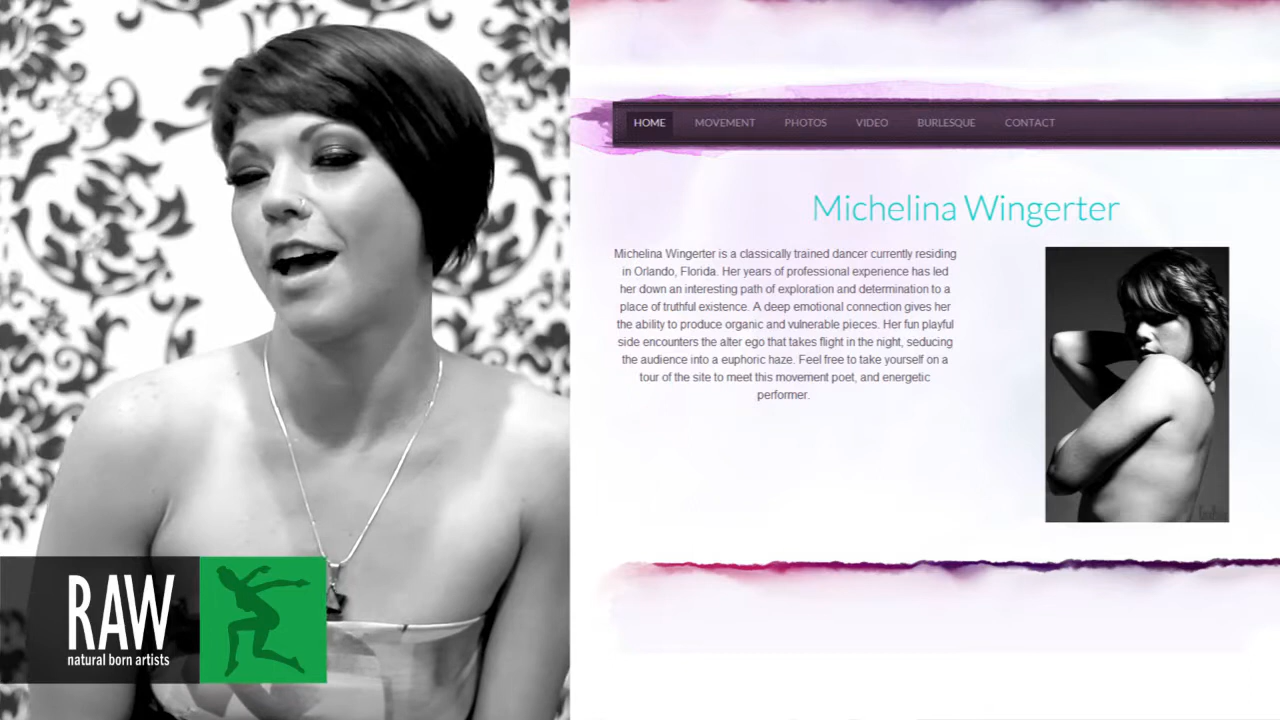 HOME MOVEMENT PHOTOS VIDEO BURLESQUE CONTACT
Michelina Wingerter
Michelina Wingerter is a classically trained dancer currently residing
in Orlando, Florida. Her years of professional experience has led
her down an interesting path of exploration and determination to a
place of truthful existence. A deep emotional connection gives her
the ability to produce organic and vulnerable pieces. Her fun playful
side encounters the alter ego that takes flight in the night, seducing
the audience into a euphoric haze. Feel free to take yourself on a
tour of the site to meet this movement poet, and energetic
performer.
RAW
natural born artists